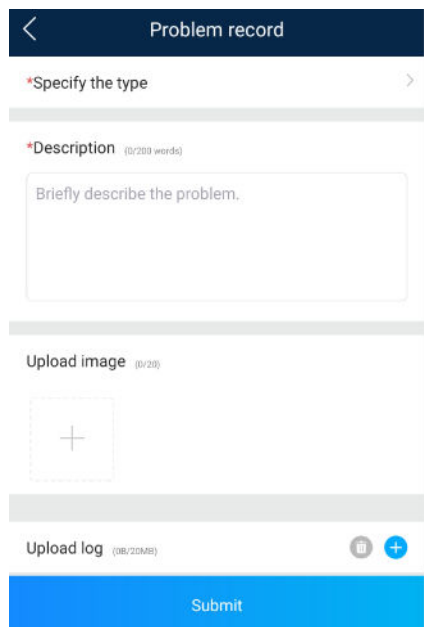 Problem record
*Specify the type
*Description (0/200 words)
Briefly describe the problem.
Upload image (0/20)
Upload log (0B/20MB)
Submit